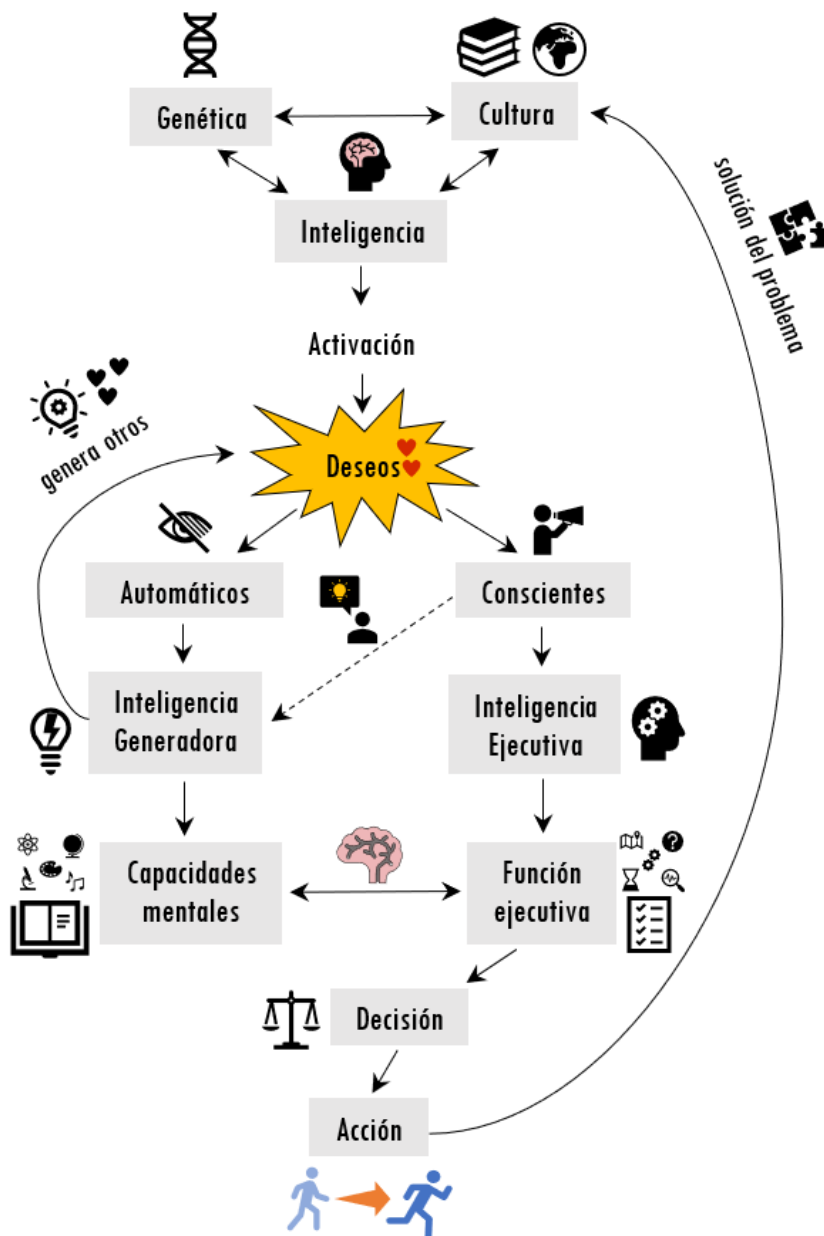 Genética
Cultura
Inteligencia
solución del problema
Activación
genera otros
Deseos
Automáticos
Conscientes
Inteligencia
Generadora
Inteligencia
Ejecutiva
Capacidades
mentales
Función
ejecutiva
Decisión
Acción